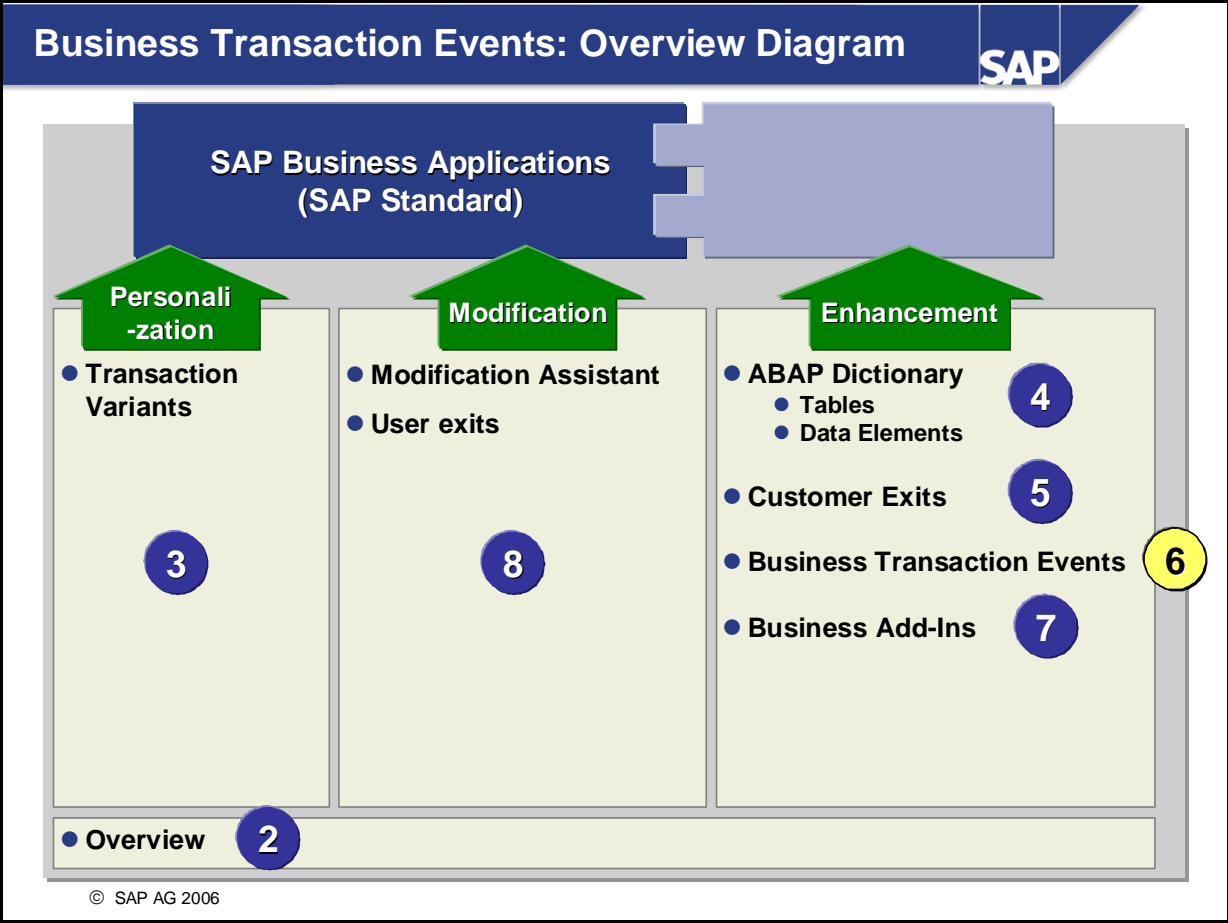 Business Transaction Events: Overview Diagram
SAP
SAP Business Applications
(SAP Standard)
Personali
-zation
Modification
Enhancement
Transaction
Variants
3
Modification Assistant
User exits
8
ABAP Dictionary
Tables
Data Elements
4
Customer Exits
5
Business Transaction Events
6
Business Add-Ins
7
Overview
2
© SAP AG 2006